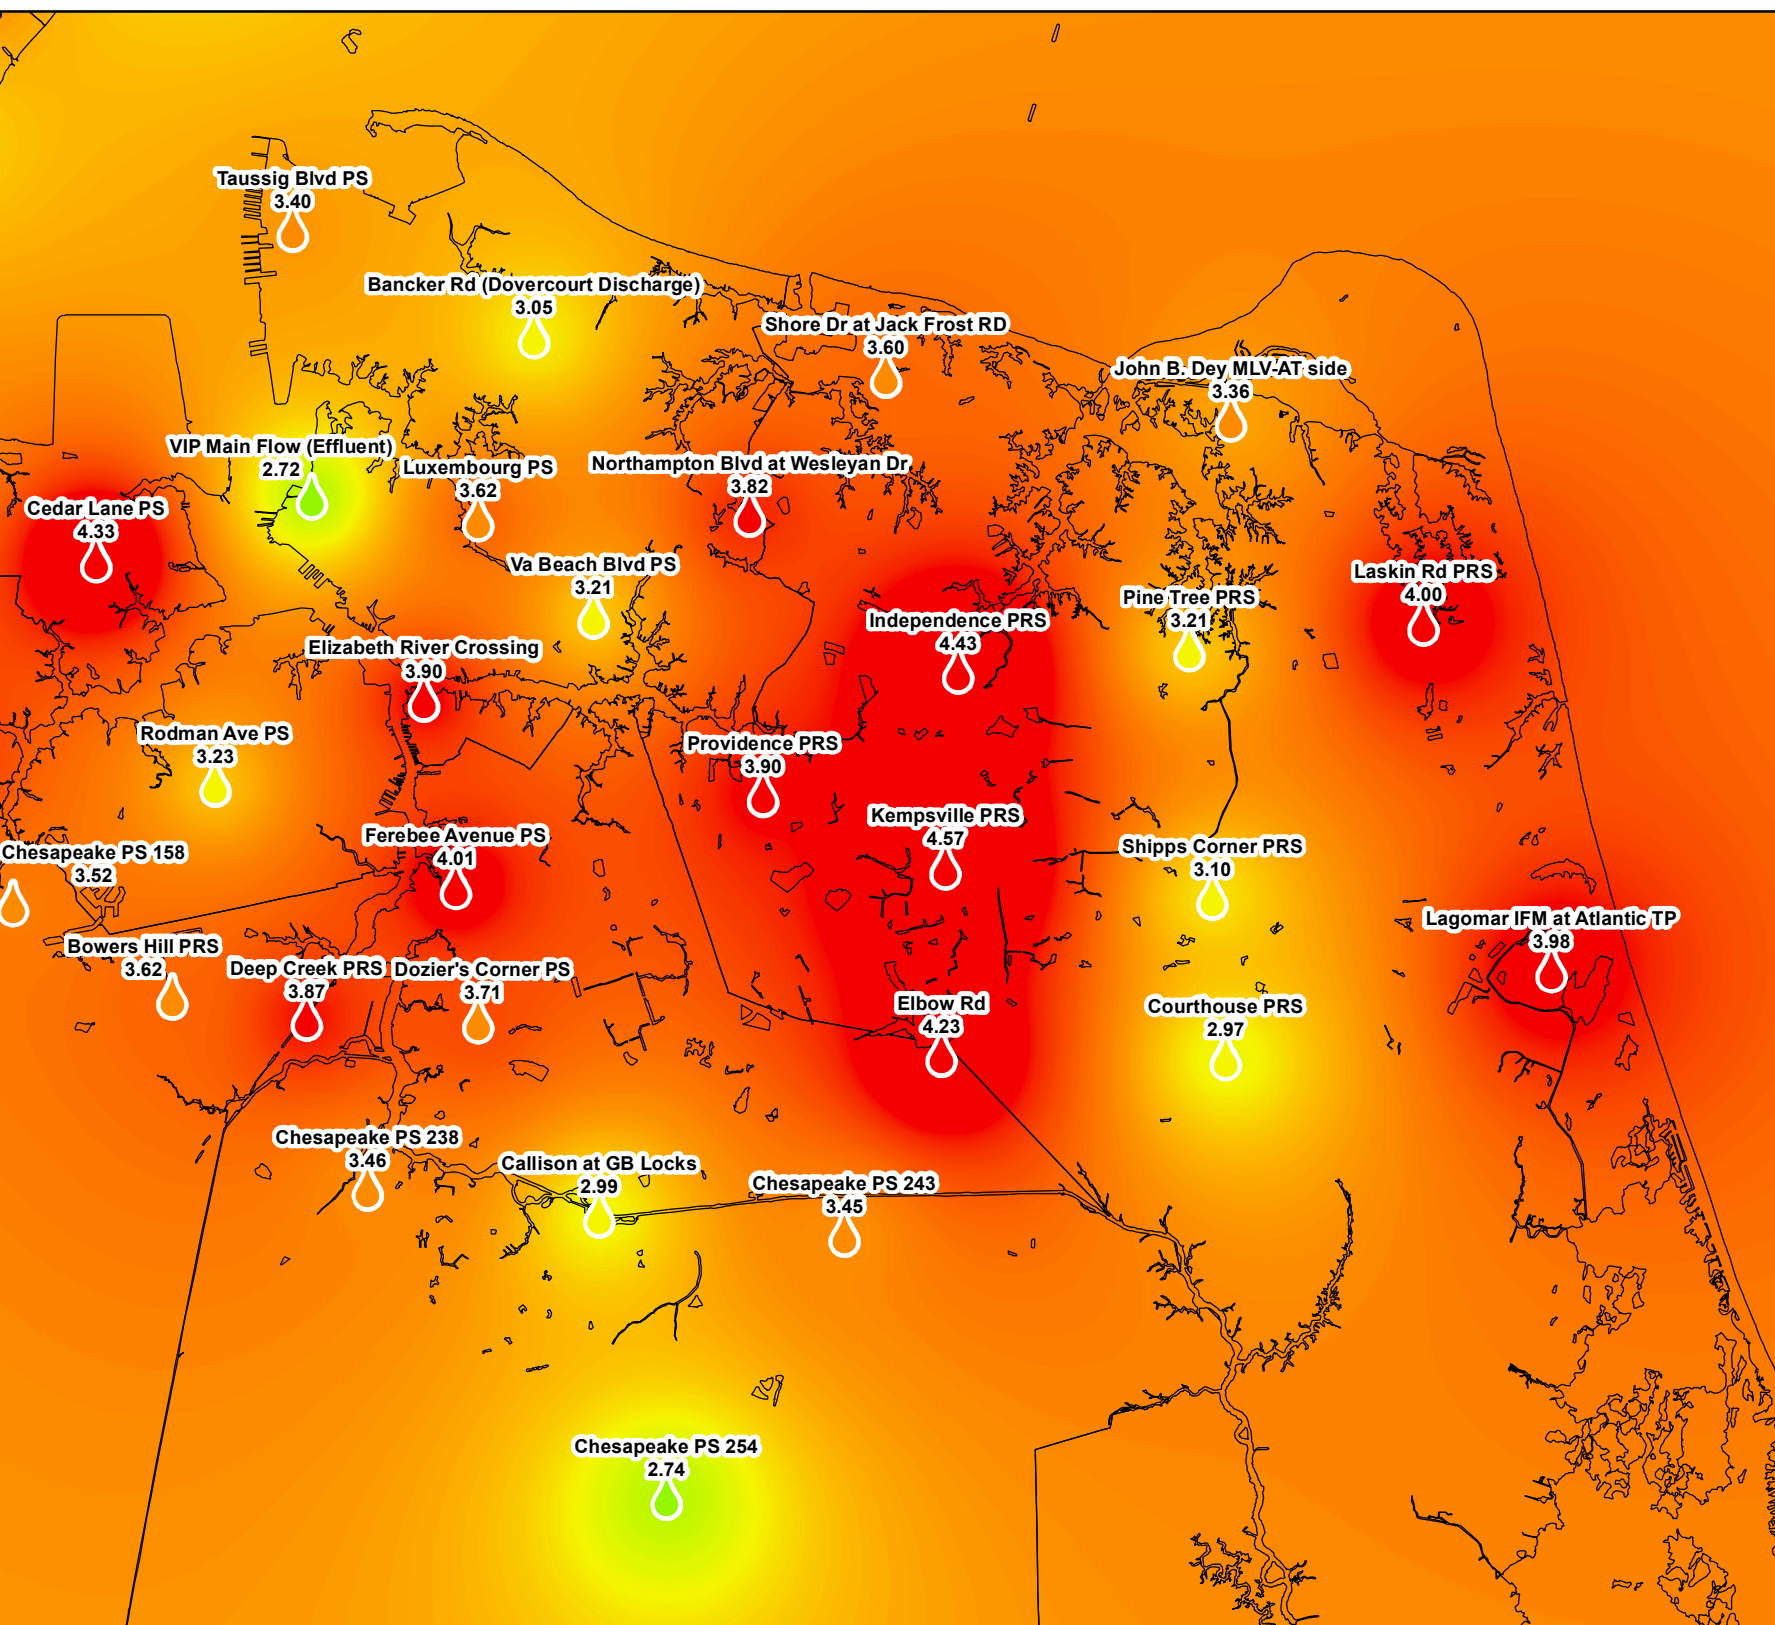 Taussig Blvd PS
3.40
Bancker Rd (Dovercourt Discharge)
3.05
Shore Dr at Jack Frost RD
3.60
John B. Dey MLV-AT side
3.36
VIP Main Flow (Effluent)
2.72
Luxembourg PS
3.62
Northampton Blvd at Wesleyan Dr
3.82
Cedar Lane PS
4.33
Va Beach Blvd PS
3.21
Laskin Rd PRS
4.00
Pine Tree PRS
3.21
Independence PRS
4.43
Elizabeth River Crossing
3.90
Rodman Ave PS
3.23
Providence PRS
3.90
Kempsville PRS
4.57
Ferebee Avenue PS
4.01
Shipps Corner PRS
3.10
Chesapeake PS 158
3.52
Lagomar IFM at Atlantic TP
3.98
Bowers Hill PRS
3.62
Deep Creek PRS
3.87
Dozier's Corner PS
3.71
Elbow Rd
4.23
Courthouse PRS
2.97
Chesapeake PS 238
3.46
Callison at GB Locks
2.99
Chesapeake PS 243
3.45
Chesapeake PS 254
2.74